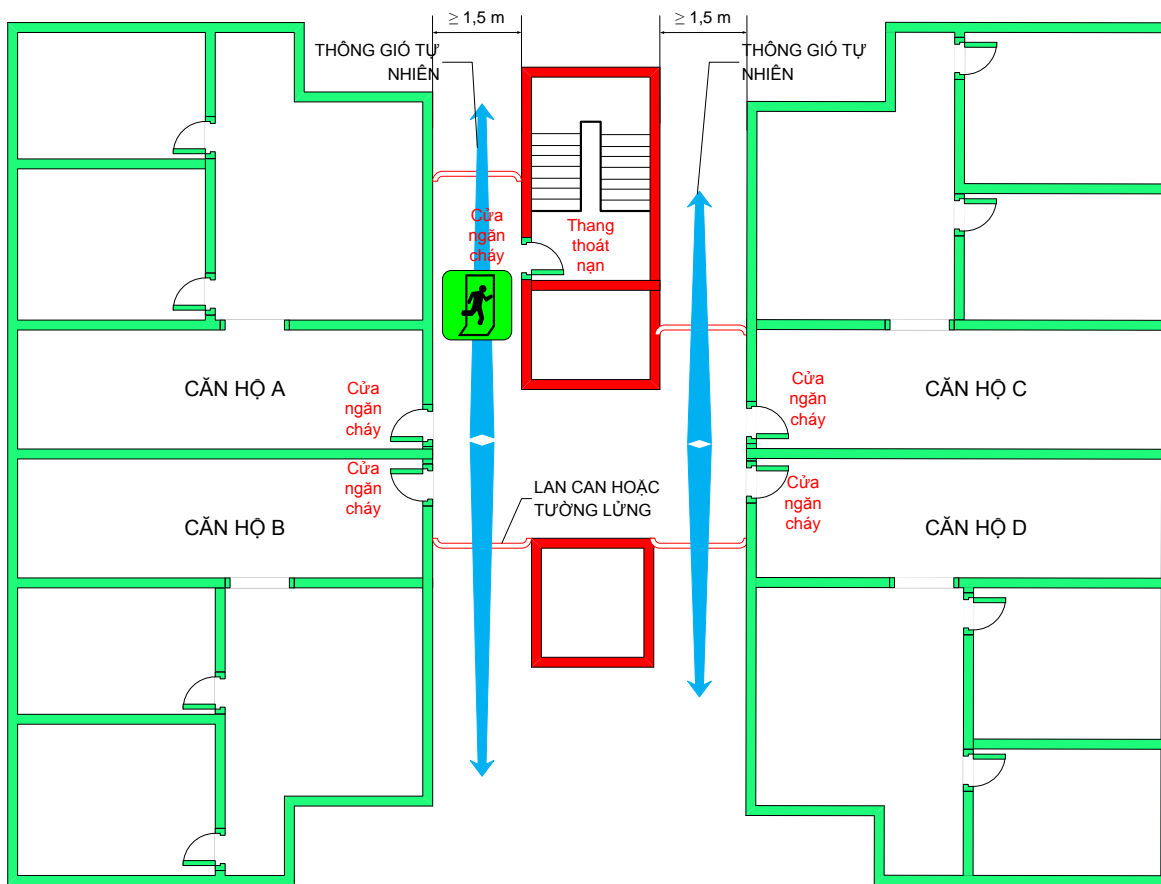 ≥ 1,5 m
≥ 1,5 m
THÔNG GIÓ TỰ
NHIÊN
THÔNG GIÓ TỰ
NHIÊN
Cửa
ngăn
cháy
Thang
thoát
nạn
CĂN HỘ A
Cửa
ngăn
cháy
Cửa
ngăn
cháy
CĂN HỘ C
Cửa
ngăn
cháy
CĂN HỘ B
LAN CAN HOẶC
TƯỜNG LỬNG
Cửa
ngăn
cháy
CĂN HỘ D